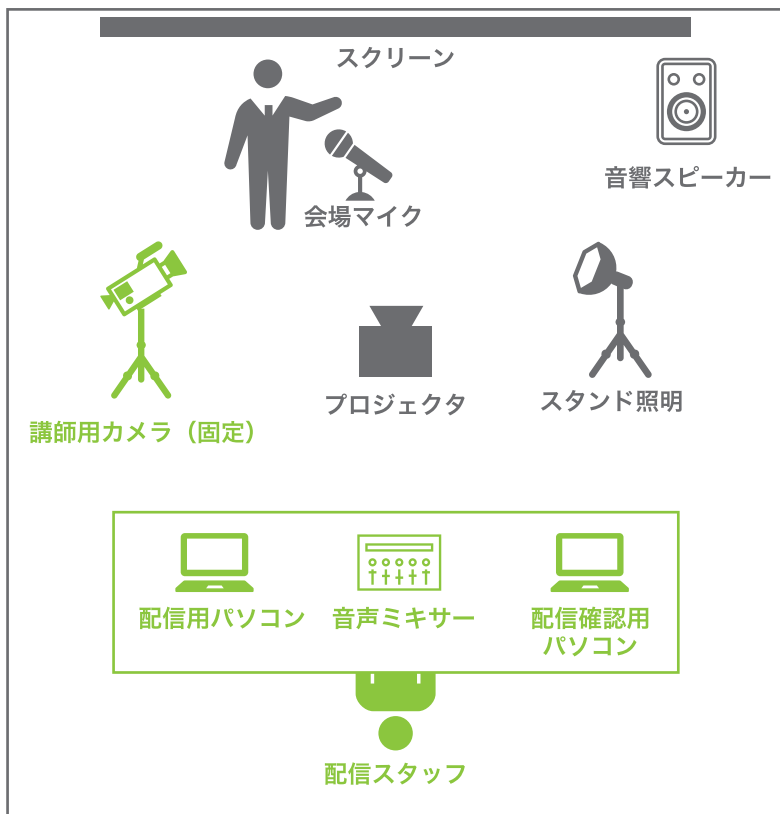 スクリーン
音響スピーカー
会場マイク
プロジェクタ
スタンド照明
講師用カメラ（固定）
配信用パソコン
音声ミキサー
配信確認用
パソコン
配信スタッフ